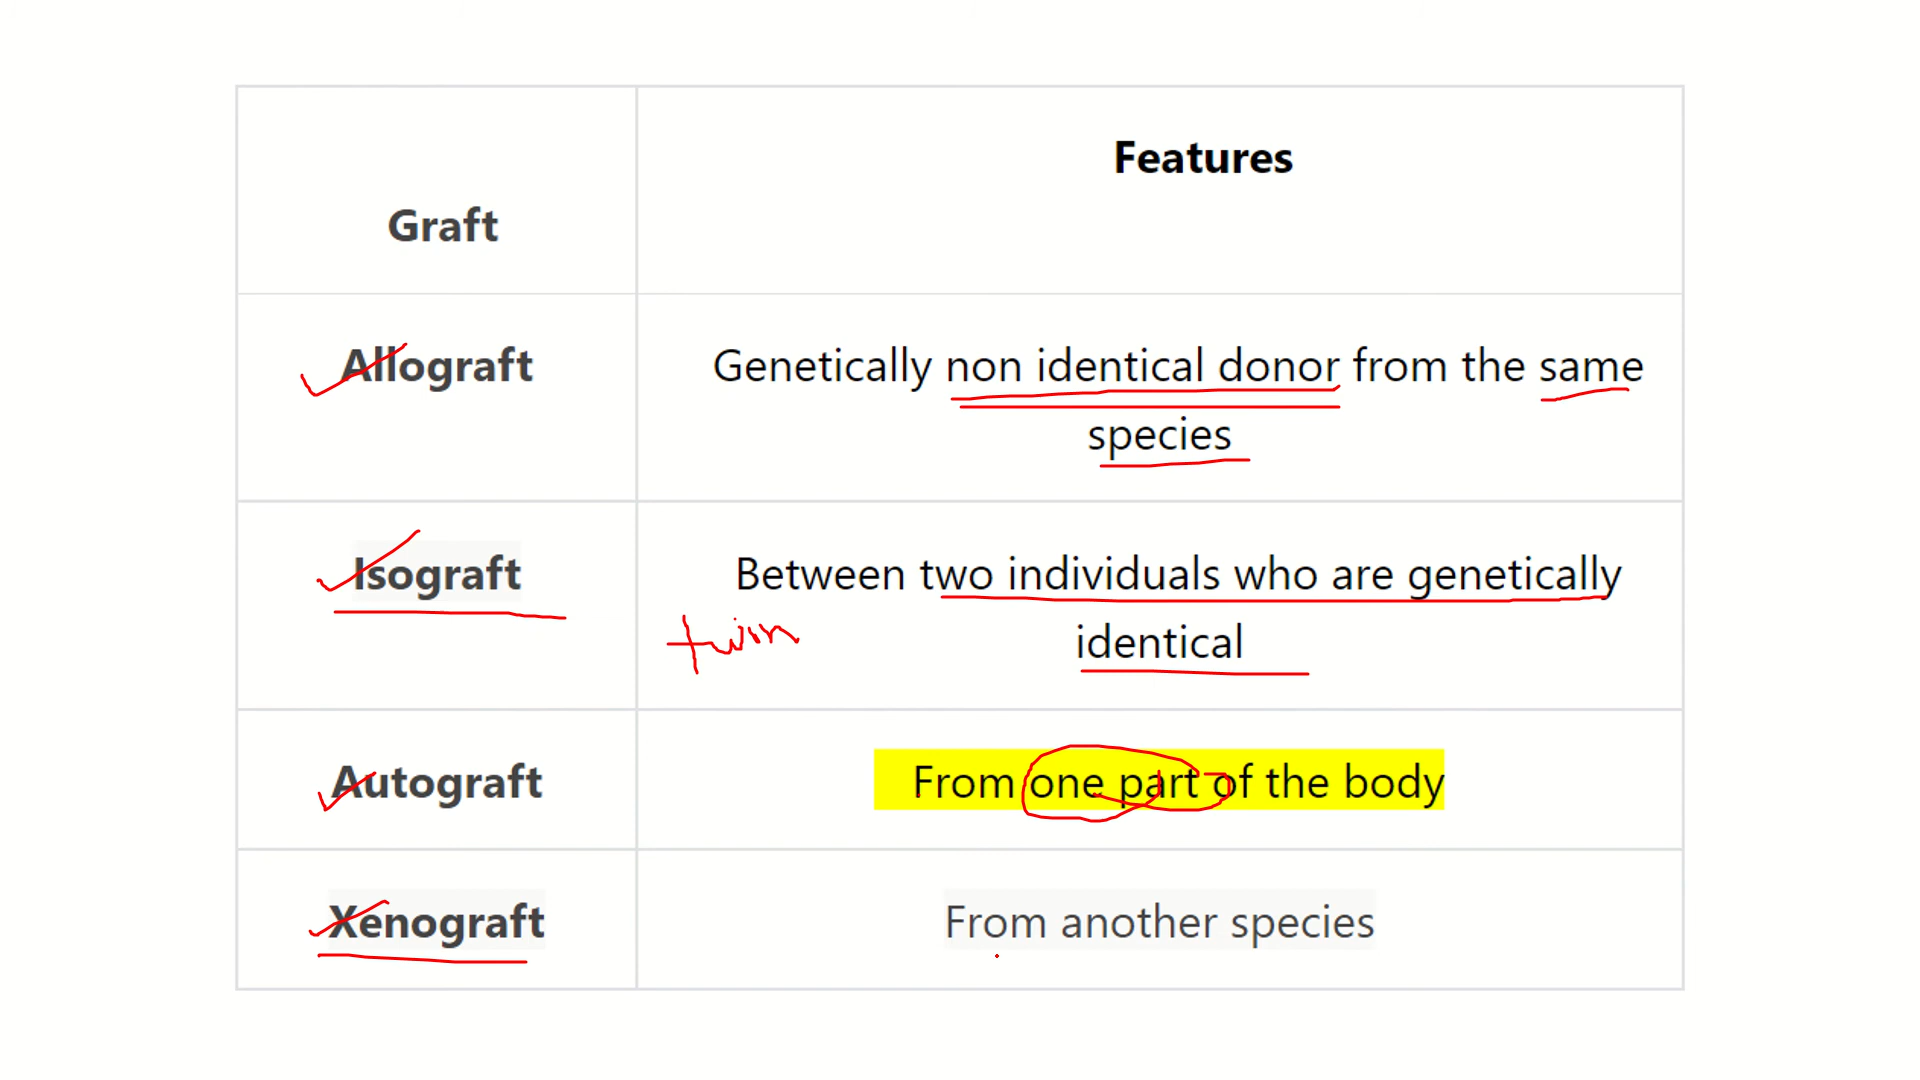 Features
Graft
Allograft
Genetically non identical donor from the same
species
Isograft
Between two individuals who are genetically
identical
twin
Autograft
From one part of the body
Xenograft
From another species